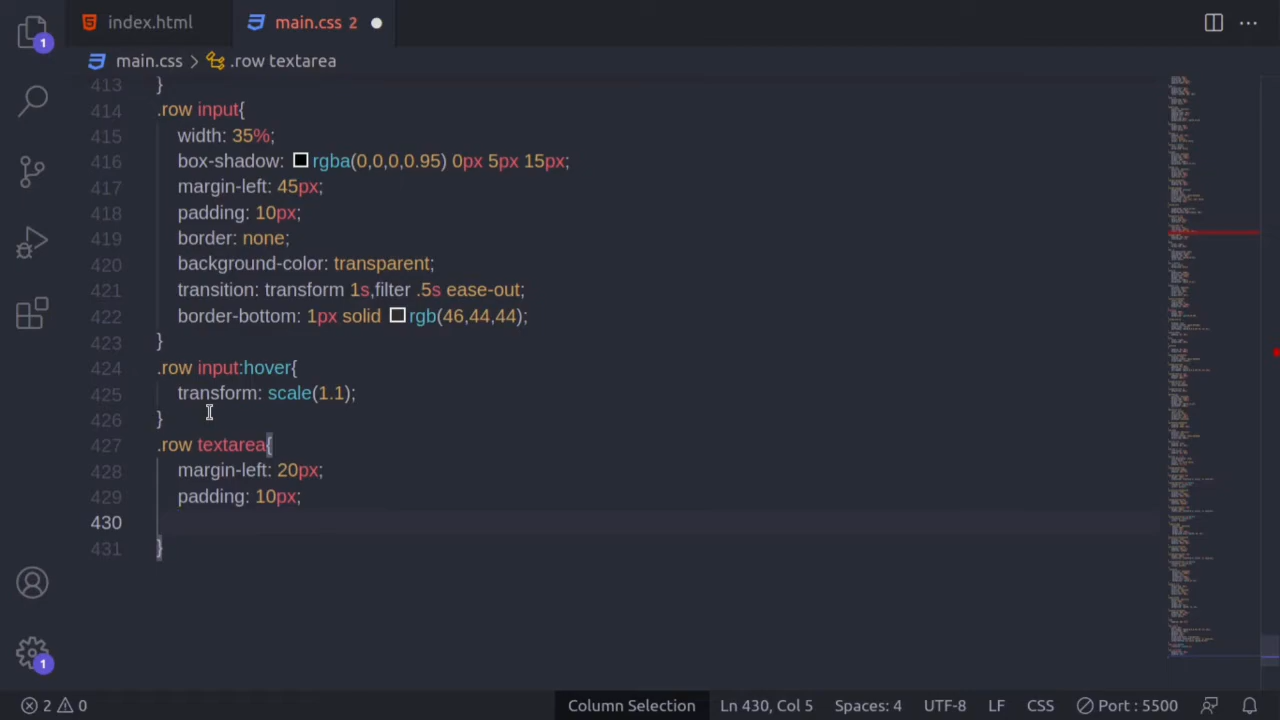 index.html main.css 2
main.css > .row textarea
413 }
414 .row input{
415 width: 35%;
416 box-shadow: rgba(0,0,0,0.95) 0px 5px 15px;
417 margin-left: 45px;
418 padding: 10px;
419 border: none;
420 background-color: transparent;
421 transition: transform 1s,filter .5s ease-out;
422 border-bottom: 1px solid rgb(46,44,44);
423 }
424 .row input:hover{
425 transform: scale(1.1);
426 }
427 .row textarea{
428 margin-left: 20px;
429 padding: 10px;
430
431 }
1
1
2 0 Column Selection Ln 430, Col 5 Spaces: 4 UTF-8 LF CSS Port : 5500